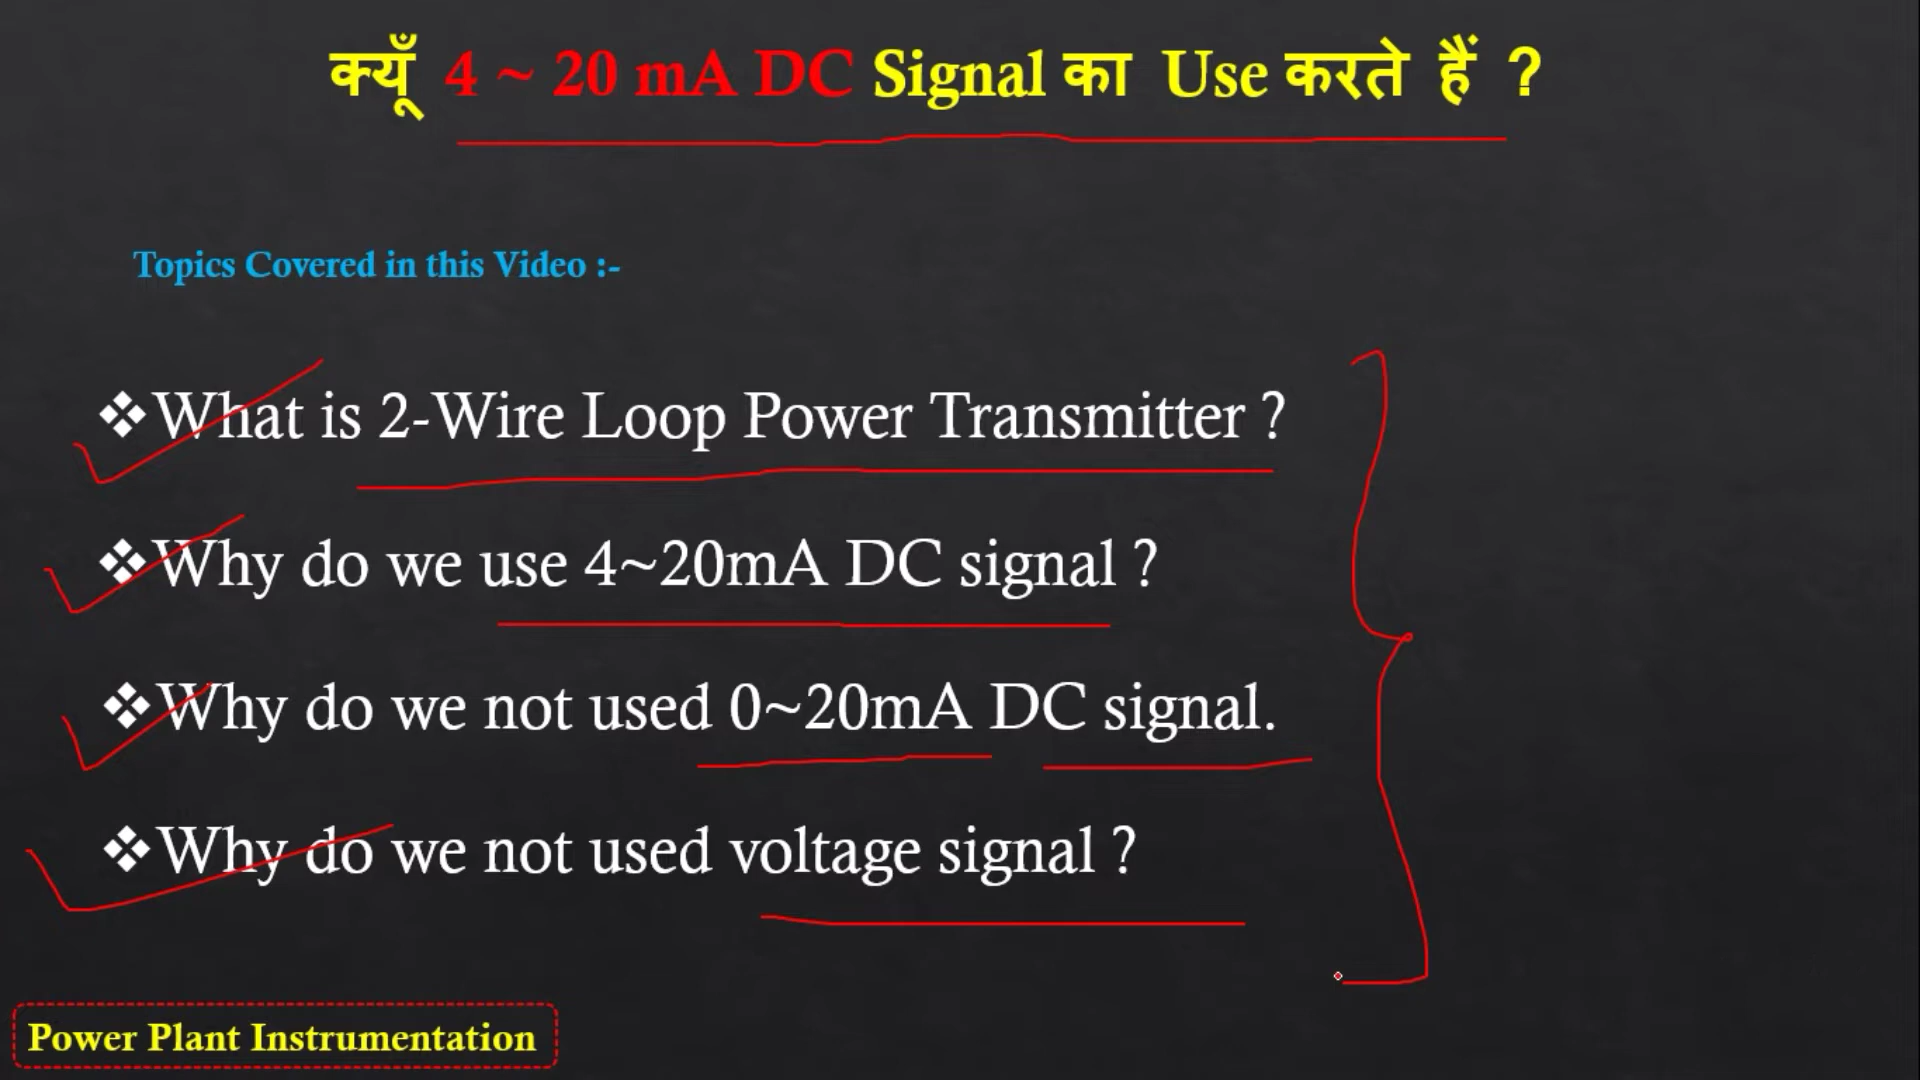 क्यूँ 4 ~ 20 mA DC Signal का Use करते हैं ?
Topics Covered in this Video :-
❖What is 2-Wire Loop Power Transmitter ?
❖Why do we use 4~20mA DC signal ?
❖Why do we not used 0~20mA DC signal.
❖Why do we not used voltage signal ?
Power Plant Instrumentation